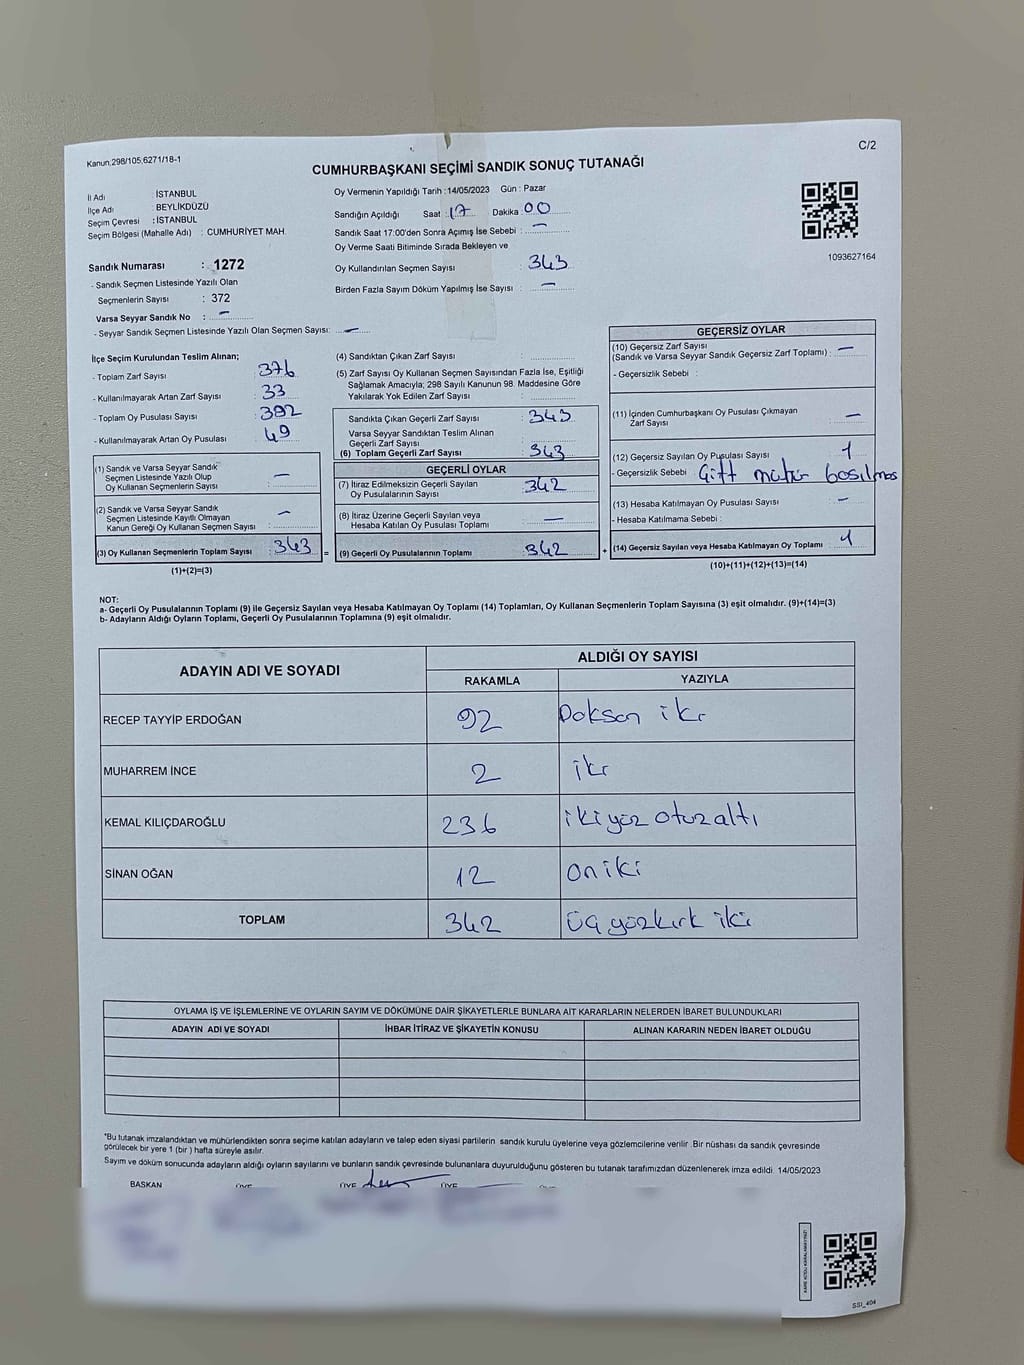 Kanun:298/105;6271/18-1
C/2
CUMHURBAŞKANI SEÇİMİ SANDIK SONUÇ TUTANAĞI
İl Adı : İSTANBUL
İlçe Adı : BEYLİKDÜZÜ
Seçim Çevresi : İSTANBUL
Seçim Bölgesi (Mahalle Adı) : CUMHURİYET MAH.
Oy Vermenin Yapıldığı Tarih : 14/05/2023 Gün : Pazar
Sandığın Açıldığı Saat : 17 Dakika : 00
Sandık Saat 17:00'den Sonra Açımış İse Sebebi : —
Oy Verme Saati Bitiminde Sırada Bekleyen ve
Oy Kullandırılan Seçmen Sayısı 343
Birden Fazla Sayım Döküm Yapılmış İse Sayısı : —
1093627164
Sandık Numarası : 1272
- Sandık Seçmen Listesinde Yazılı Olan
Seçmenlerin Sayısı : 372
Varsa Seyyar Sandık No : —
- Seyyar Sandık Seçmen Listesinde Yazılı Olan Seçmen Sayısı: —
İlçe Seçim Kurulundan Teslim Alınan;
- Toplam Zarf Sayısı : 376
- Kullanılmayarak Artan Zarf Sayısı : 33
- Toplam Oy Pusulası Sayısı : 392
- Kullanılmayarak Artan Oy Pusulası : 49
(1) Sandık ve Varsa Seyyar Sandık
Seçmen Listesinde Yazılı Olup
Oy Kullanan Seçmenlerin Sayısı : —
(2) Sandık ve Varsa Seyyar Sandık
Seçmen Listesinde Kayıtlı Olmayan
Kanun Gereği Oy Kullanan Seçmen Sayısı : —
(3) Oy Kullanan Seçmenlerin Toplam Sayısı : 343
(1)+(2)=(3)
(4) Sandıktan Çıkan Zarf Sayısı :
(5) Zarf Sayısı Oy Kullanan Seçmen Sayısından Fazla İse, Eşitliği
Sağlamak Amacıyla; 298 Sayılı Kanunun 98. Maddesine Göre
Yakılarak Yok Edilen Zarf Sayısı :
Sandıkta Çıkan Geçerli Zarf Sayısı : 343
Varsa Seyyar Sandıktan Teslim Alınan
Geçerli Zarf Sayısı :
(6) Toplam Geçerli Zarf Sayısı : 343
GEÇERLİ OYLAR
(7) İtiraz Edilmeksizin Geçerli Sayılan
Oy Pusulalarının Sayısı : 342
(8) İtiraz Üzerine Geçerli Sayılan veya
Hesaba Katılan Oy Pusulası Toplamı : —
= (9) Geçerli Oy Pusulalarının Toplamı : 342
GEÇERSİZ OYLAR
(10) Geçersiz Zarf Sayısı
(Sandık ve Varsa Seyyar Sandık Geçersiz Zarf Toplamı) : —
- Geçersizlik Sebebi :
(11) İçinden Cumhurbaşkanı Oy Pusulası Çıkmayan
Zarf Sayısı —
(12) Geçersiz Sayılan Oy Pusulası Sayısı 1
- Geçersizlik Sebebi Çift mühür basılmış
(13) Hesaba Katılmayan Oy Pusulası Sayısı —
- Hesaba Katılmama Sebebi :
+ (14) Geçersiz Sayılan veya Hesaba Katılmayan Oy Toplamı : 1
(10)+(11)+(12)+(13)=(14)
NOT:
a- Geçerli Oy Pusulalarının Toplamı (9) ile Geçersiz Sayılan veya Hesaba Katılmayan Oy Toplamı (14) Toplamları, Oy Kullanan Seçmenlerin Toplam Sayısına (3) eşit olmalıdır. (9)+(14)=(3)
b- Adayların Aldığı Oyların Toplamı, Geçerli Oy Pusulalarının Toplamına (9) eşit olmalıdır.
ADAYIN ADI VE SOYADI
ALDIĞI OY SAYISI
RAKAMLA YAZIYLA
RECEP TAYYİP ERDOĞAN 92 Doksan iki
MUHARREM İNCE 2 iki
KEMAL KILIÇDAROĞLU 236 ikiyüz otuzaltı
SİNAN OĞAN 12 oniki
TOPLAM 342 üçyüzkırk iki
OYLAMA İŞ VE İŞLEMLERİNE VE OYLARIN SAYIM VE DÖKÜMÜNE DAİR ŞİKAYETLERLE BUNLARA AİT KARARLARIN NELERDEN İBARET BULUNDUKLARI
ADAYIN ADI VE SOYADI İHBAR İTİRAZ VE ŞİKAYETİN KONUSU ALINAN KARARIN NEDEN İBARET OLDUĞU
*Bu tutanak imzalandıktan ve mühürlendikten sonra seçime katılan adayların ve talep eden siyasi partilerin sandık kurulu üyelerine veya gözlemcilerine verilir. Bir nüshası da sandık çevresinde
görülecek bir yere 1 (bir ) hafta süreyle asılır.
Sayım ve döküm sonucunda adayların aldığı oyların sayılarını ve bunların sandık çevresinde bulunanlara duyurulduğunu gösteren bu tutanak tarafımızdan düzenlenerek imza edildi. 14/05/2023
BAŞKAN ÜYE ÜYE ÜYE
SSI_404